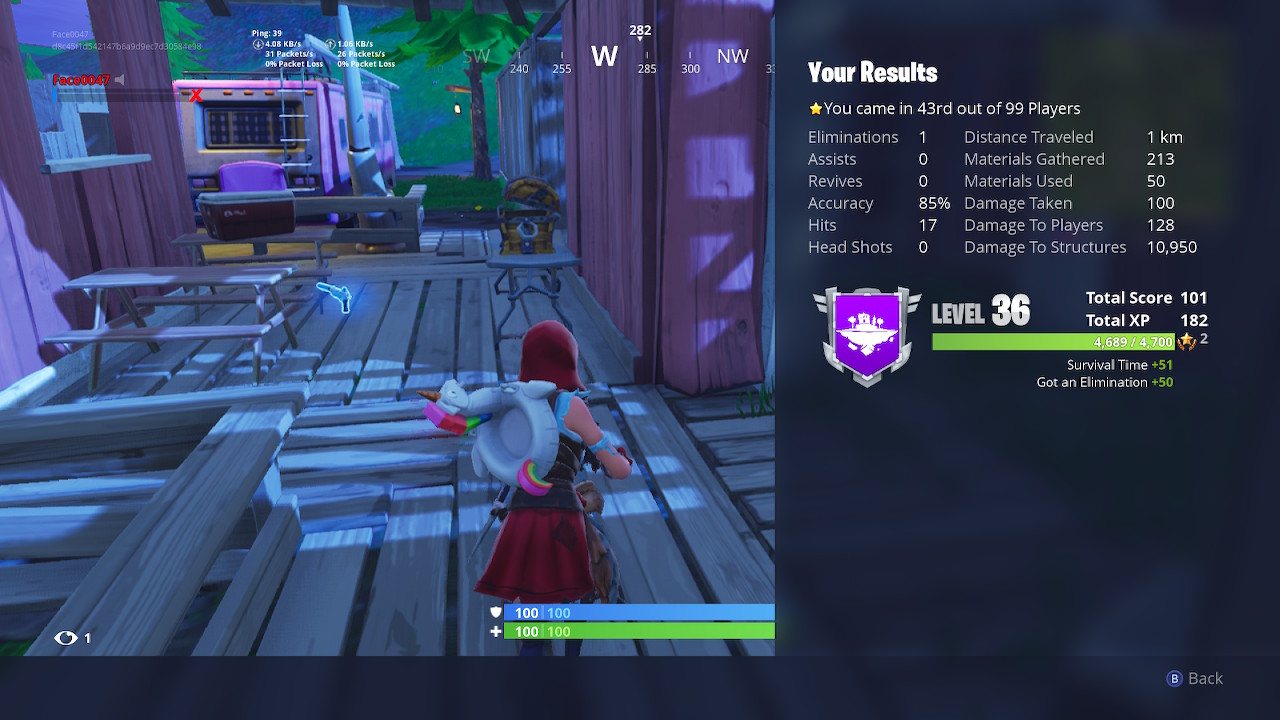 Face0047
Ping: 39
4.08 KB/s 1.06 KB/s
31 Packets/s 26 Packets/s
0% Packet Loss 0% Packet Loss
Face0047
X
282
SW W NW
240 255 285 300
1
100 100
100 100
Your Results
You came in 43rd out of 99 Players
Eliminations 1 Distance Traveled 1 km
Assists 0 Materials Gathered 213
Revives 0 Materials Used 50
Accuracy 85% Damage Taken 100
Hits 17 Damage To Players 128
Head Shots 0 Damage To Structures 10,950
LEVEL 36
Total Score 101
Total XP 182
4,689 / 4,700 2
Survival Time +51
Got an Elimination +50
B Back